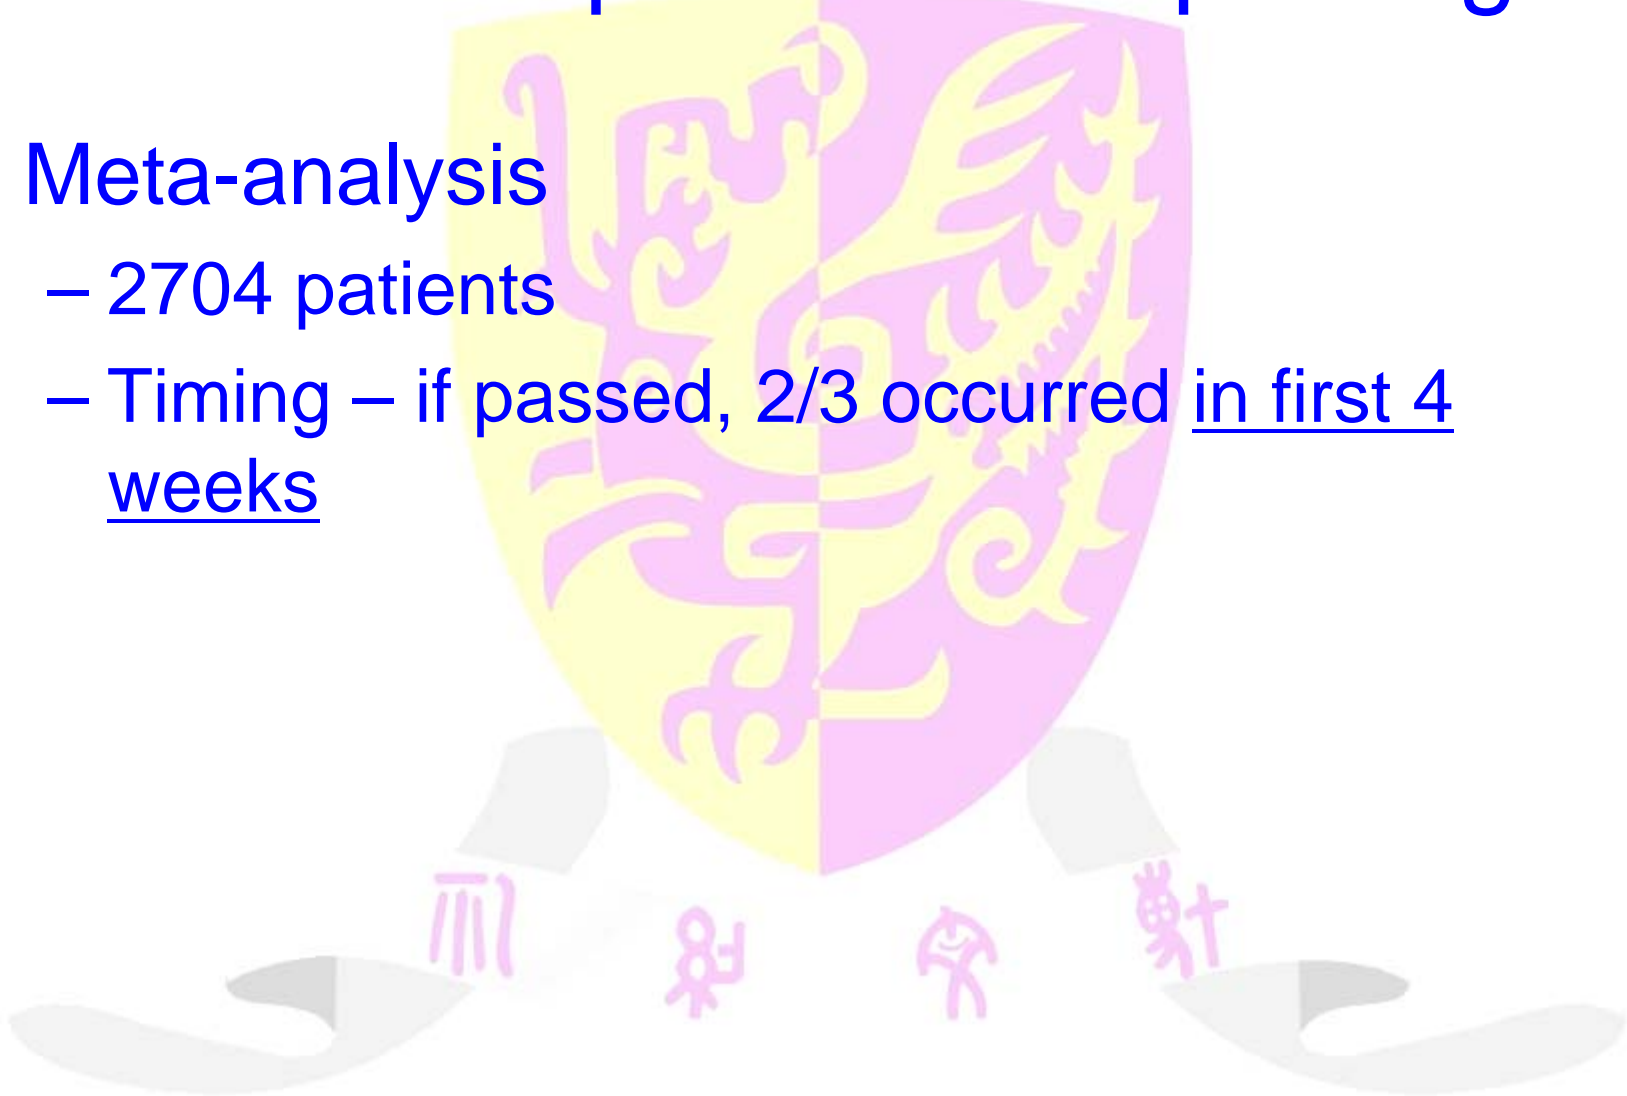 Meta-analysis
– 2704 patients
– Timing – if passed, 2/3 occurred in first 4
weeks